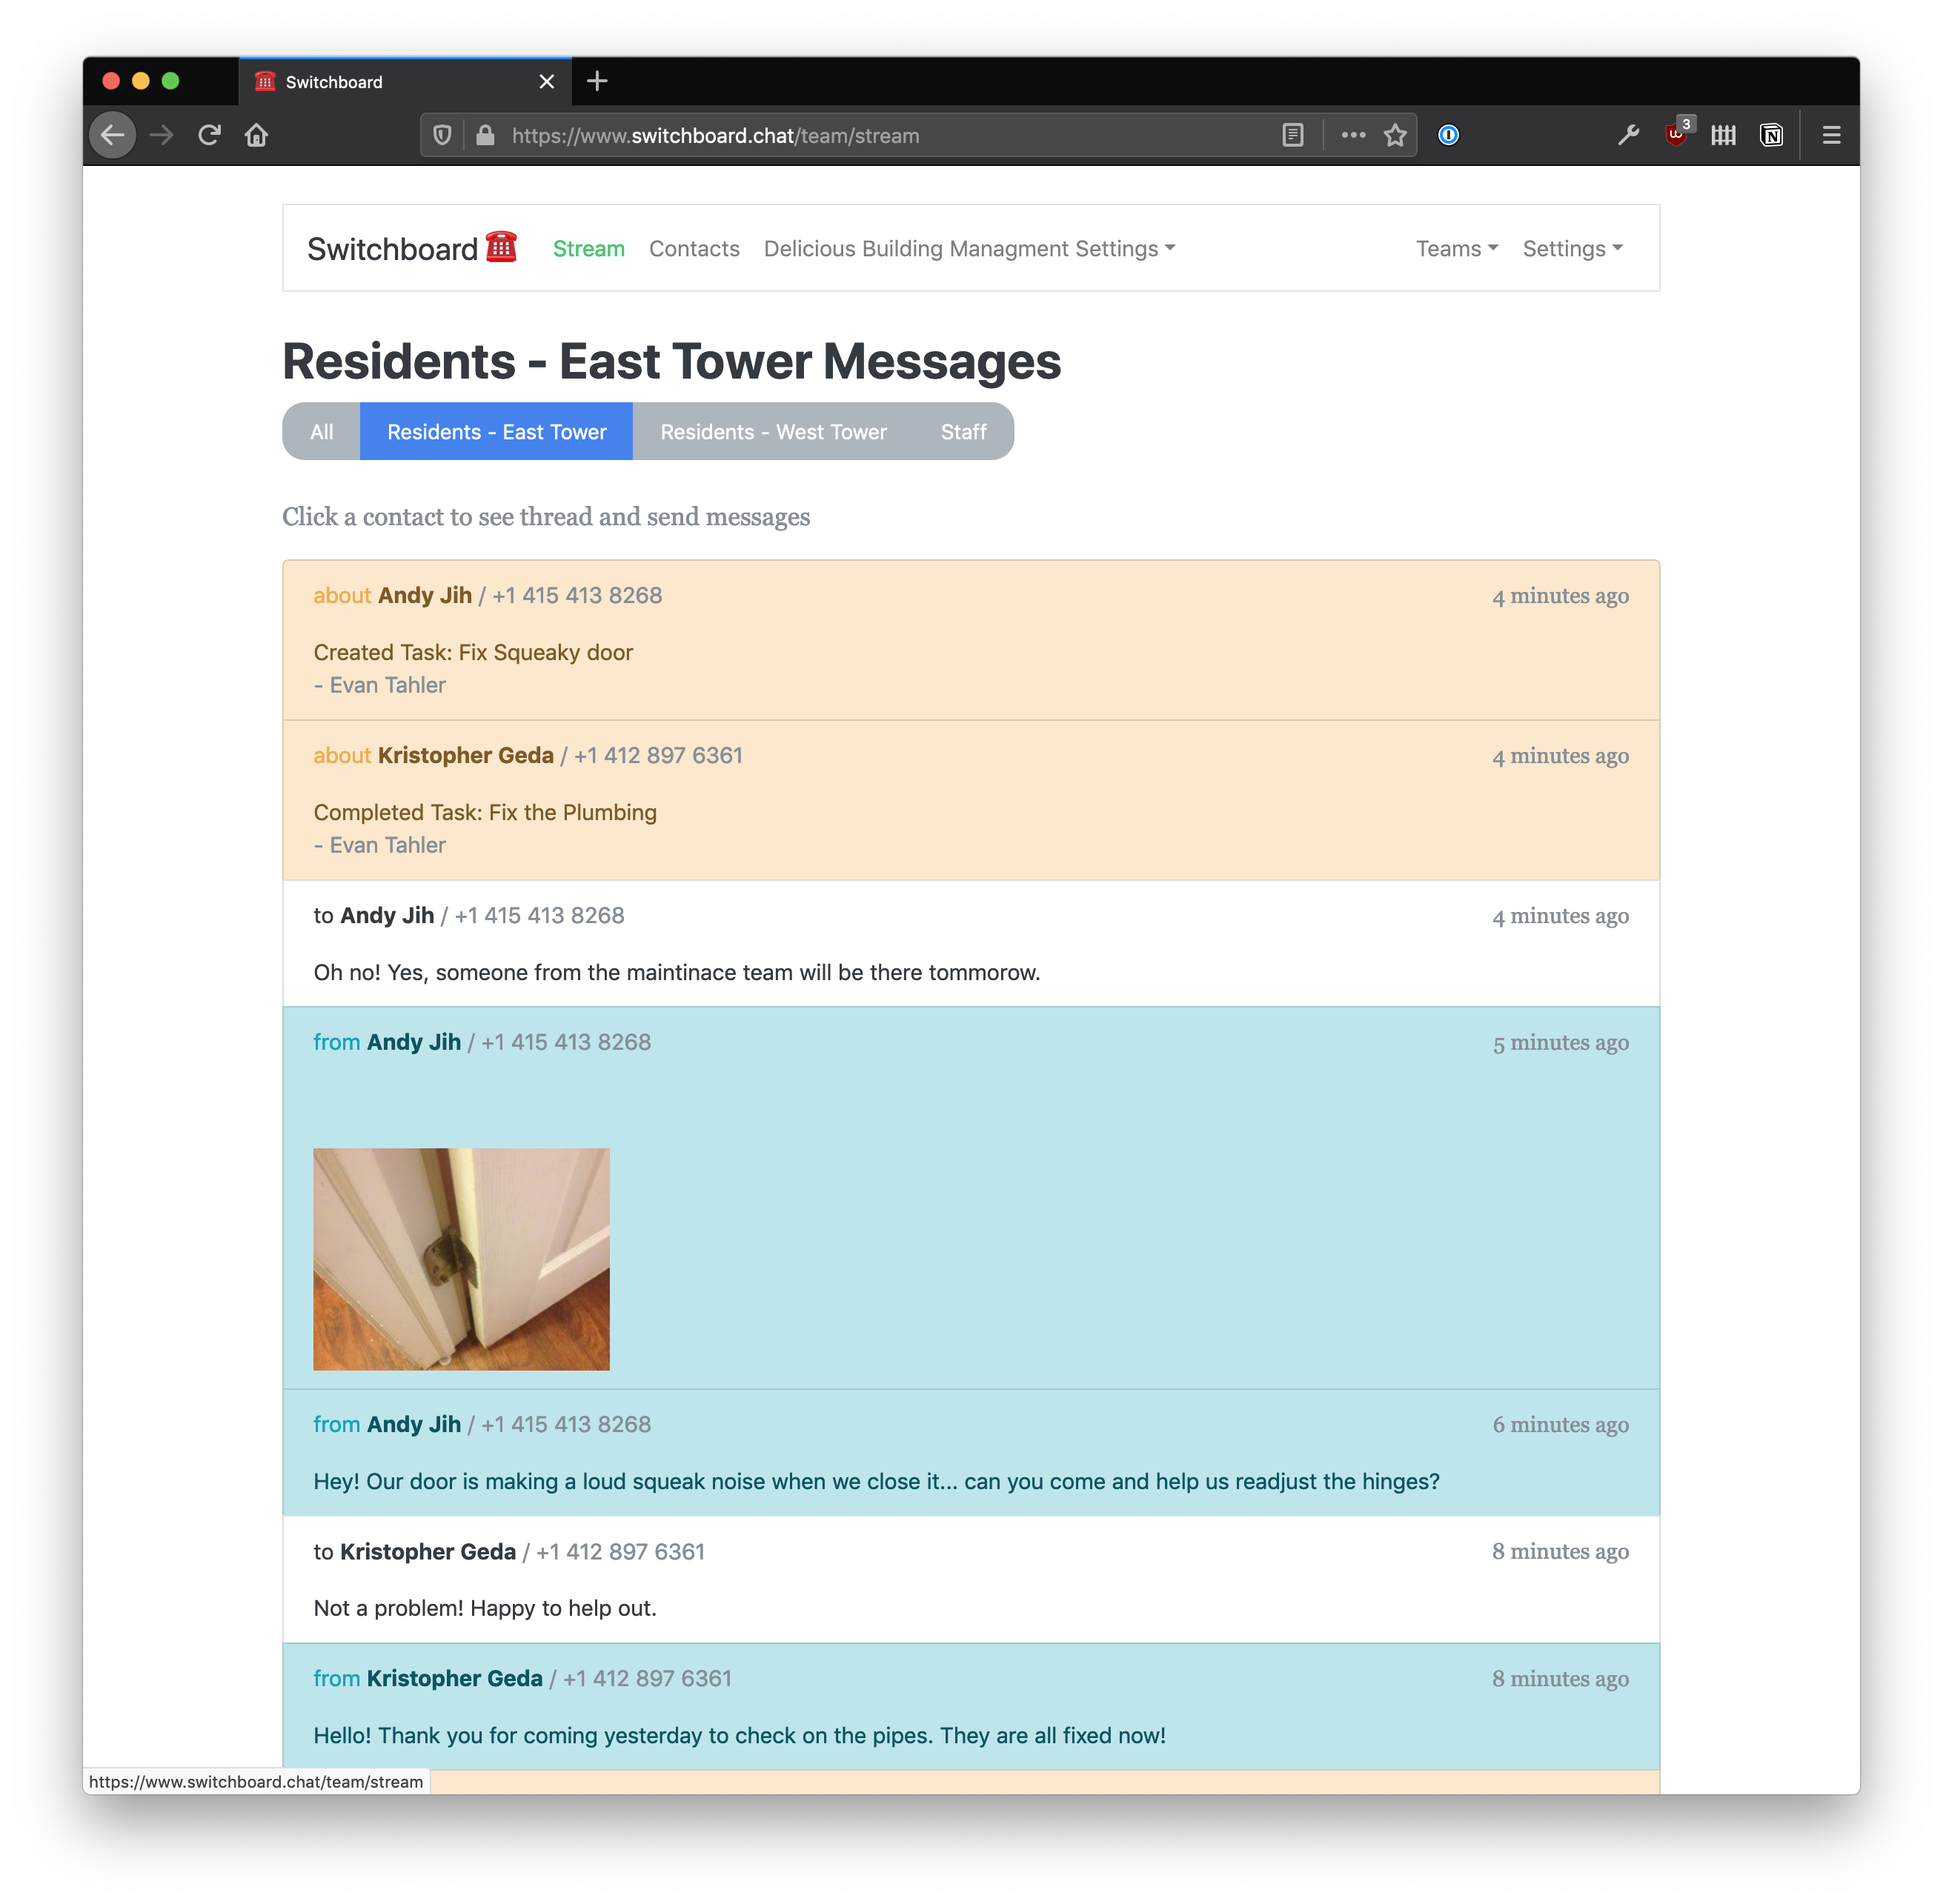 Switchboard
https://www.switchboard.chat/team/stream
3
Switchboard Stream Contacts Delicious Building Managment Settings Teams Settings
Residents - East Tower Messages
All Residents - East Tower Residents - West Tower Staff
Click a contact to see thread and send messages
about Andy Jih / +1 415 413 8268 4 minutes ago
Created Task: Fix Squeaky door
- Evan Tahler
about Kristopher Geda / +1 412 897 6361 4 minutes ago
Completed Task: Fix the Plumbing
- Evan Tahler
to Andy Jih / +1 415 413 8268 4 minutes ago
Oh no! Yes, someone from the maintinace team will be there tommorow.
from Andy Jih / +1 415 413 8268 5 minutes ago
from Andy Jih / +1 415 413 8268 6 minutes ago
Hey! Our door is making a loud squeak noise when we close it... can you come and help us readjust the hinges?
to Kristopher Geda / +1 412 897 6361 8 minutes ago
Not a problem! Happy to help out.
from Kristopher Geda / +1 412 897 6361 8 minutes ago
Hello! Thank you for coming yesterday to check on the pipes. They are all fixed now!
https://www.switchboard.chat/team/stream